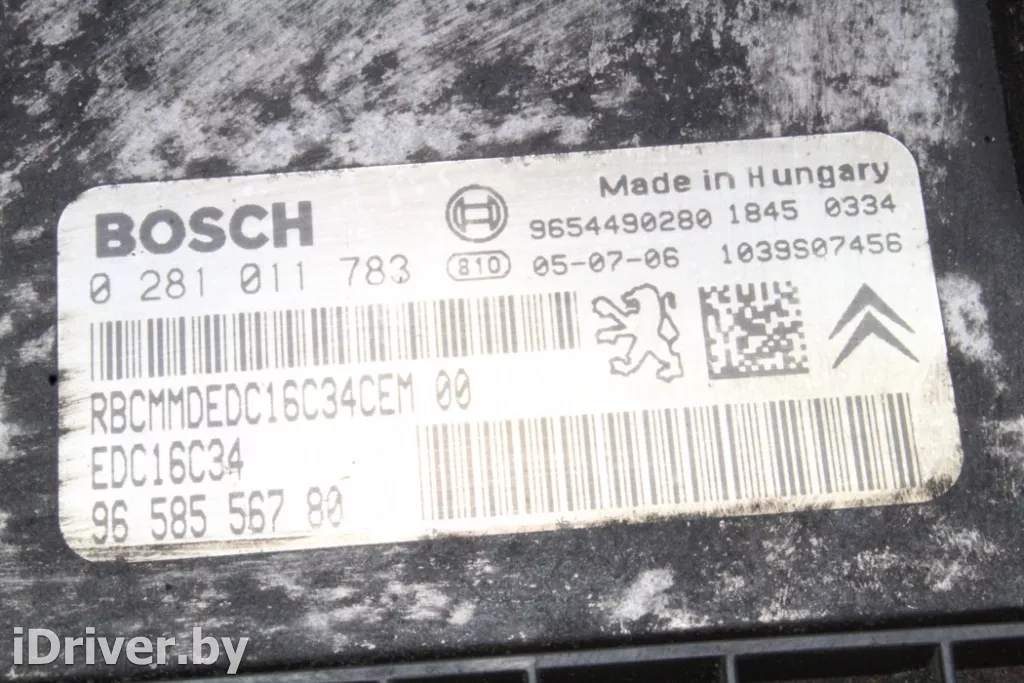 BOSCH
Made in Hungary
9654490280 1845 0334
0 281 011 783
810 05-07-06 1039S07456
RBCMMDEDC16C34CEM 00
EDC16C34
96 585 567 80
iDriver.by